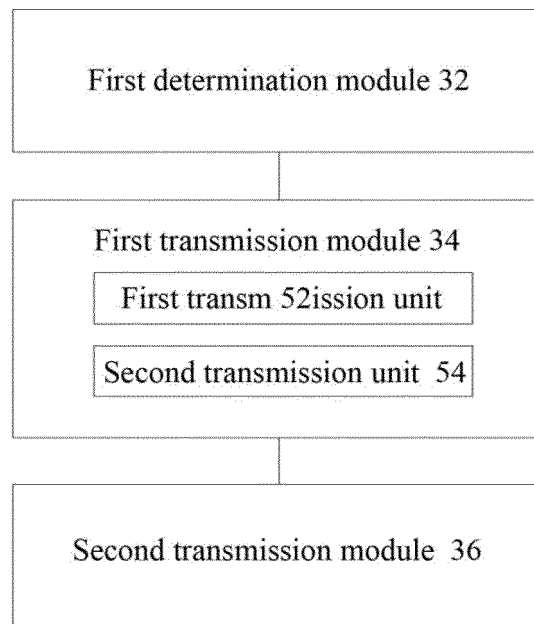 First determination module 32
First transmission module 34
First transm 52ission unit
Second transmission unit 54
Second transmission module 36